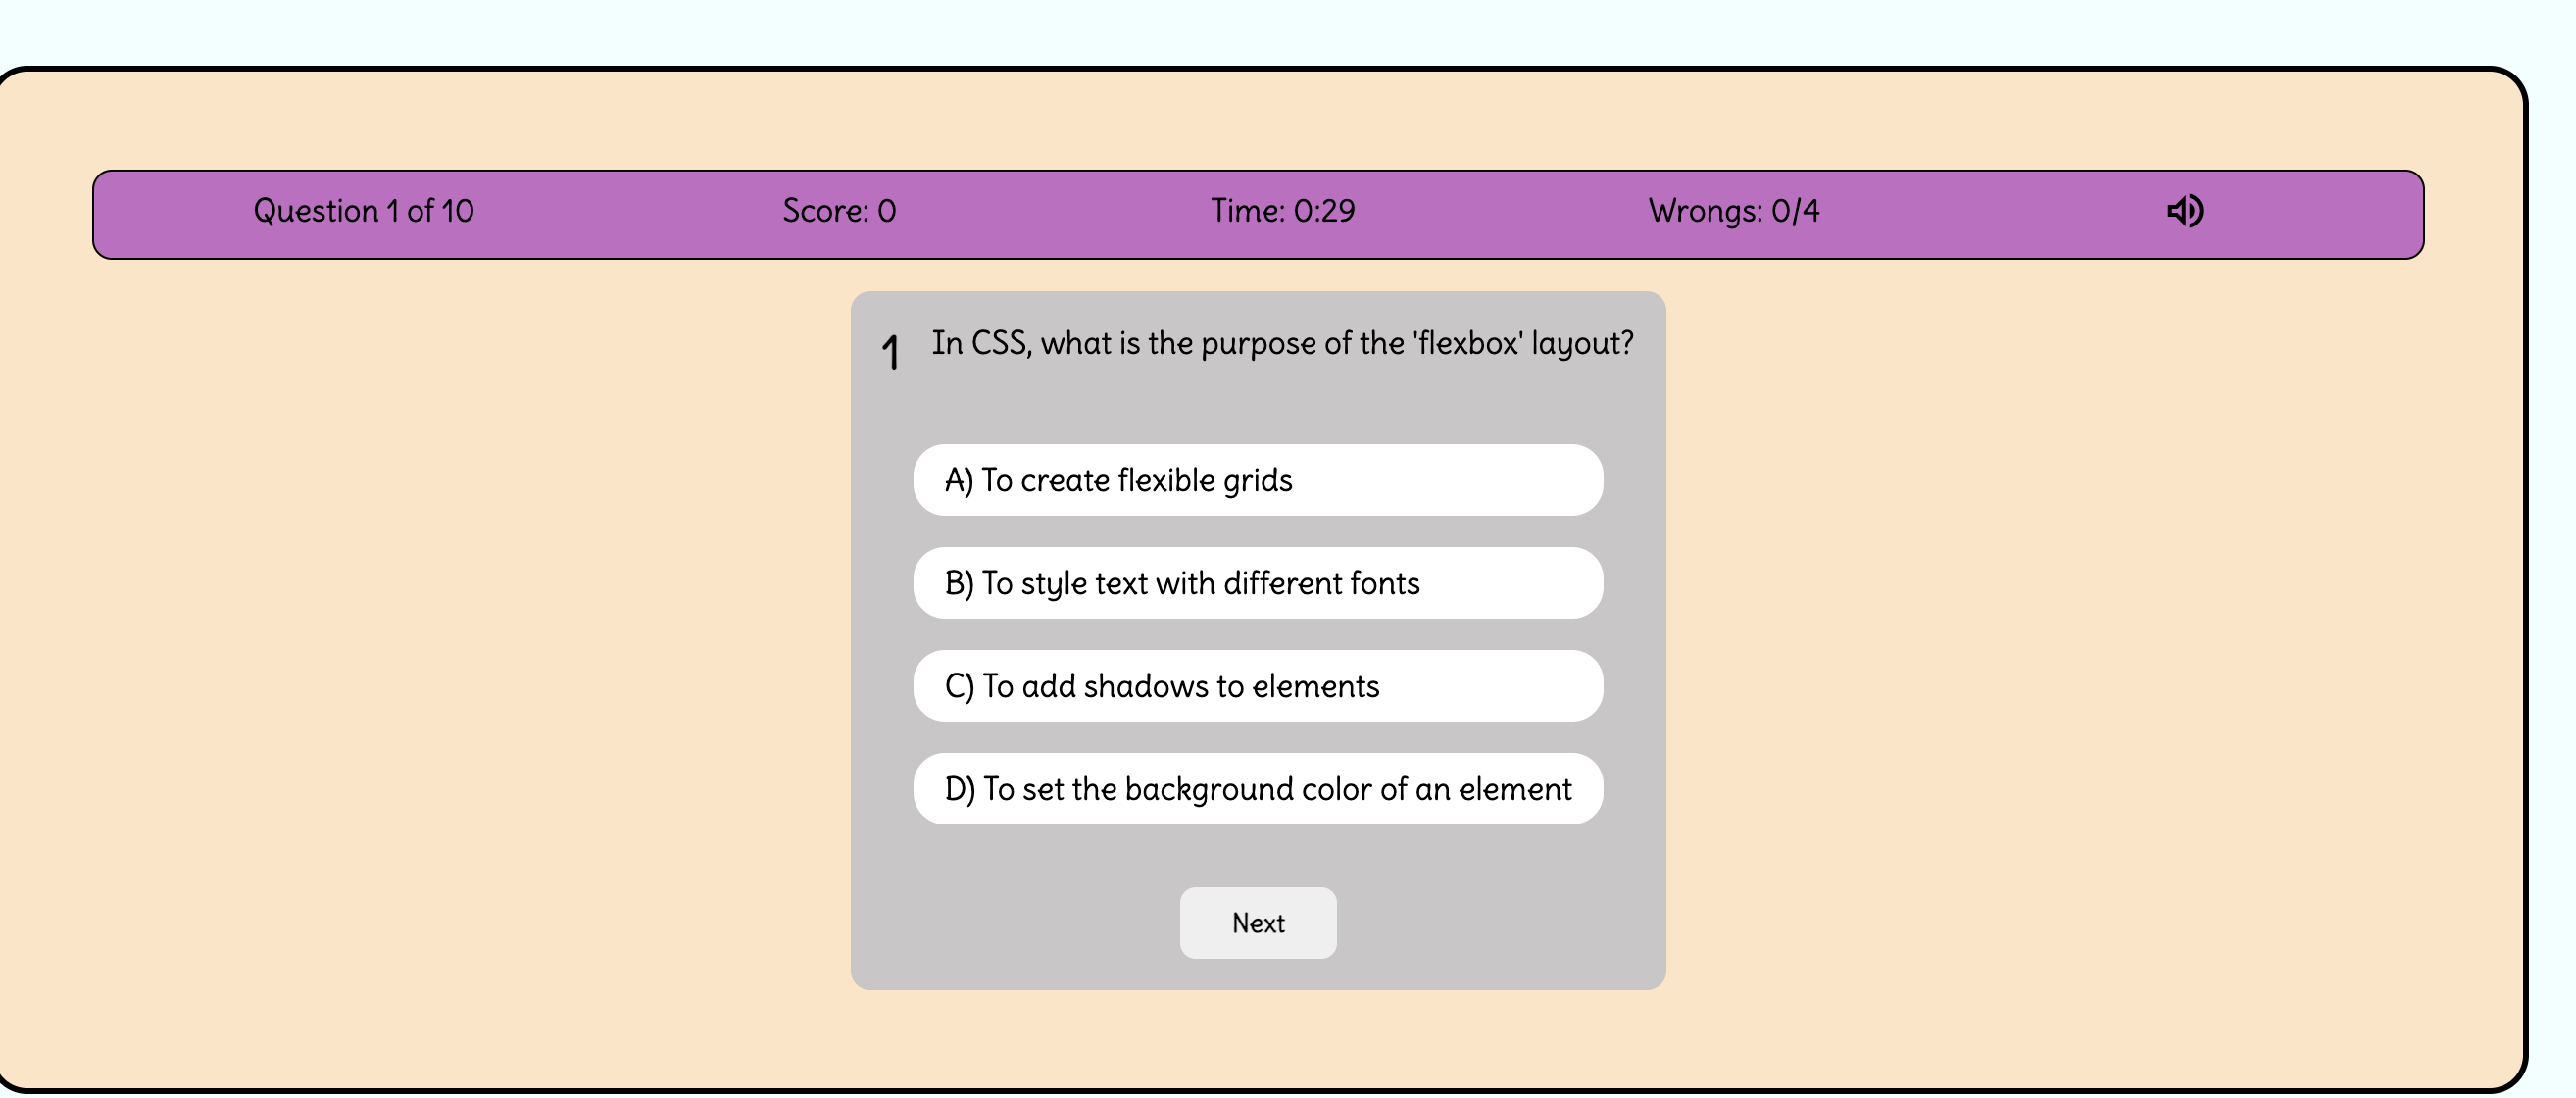 Question 1 of 10 Score: 0 Time: 0:29 Wrongs: 0/4
1 In CSS, what is the purpose of the 'flexbox' layout?
A) To create flexible grids
B) To style text with different fonts
C) To add shadows to elements
D) To set the background color of an element
Next